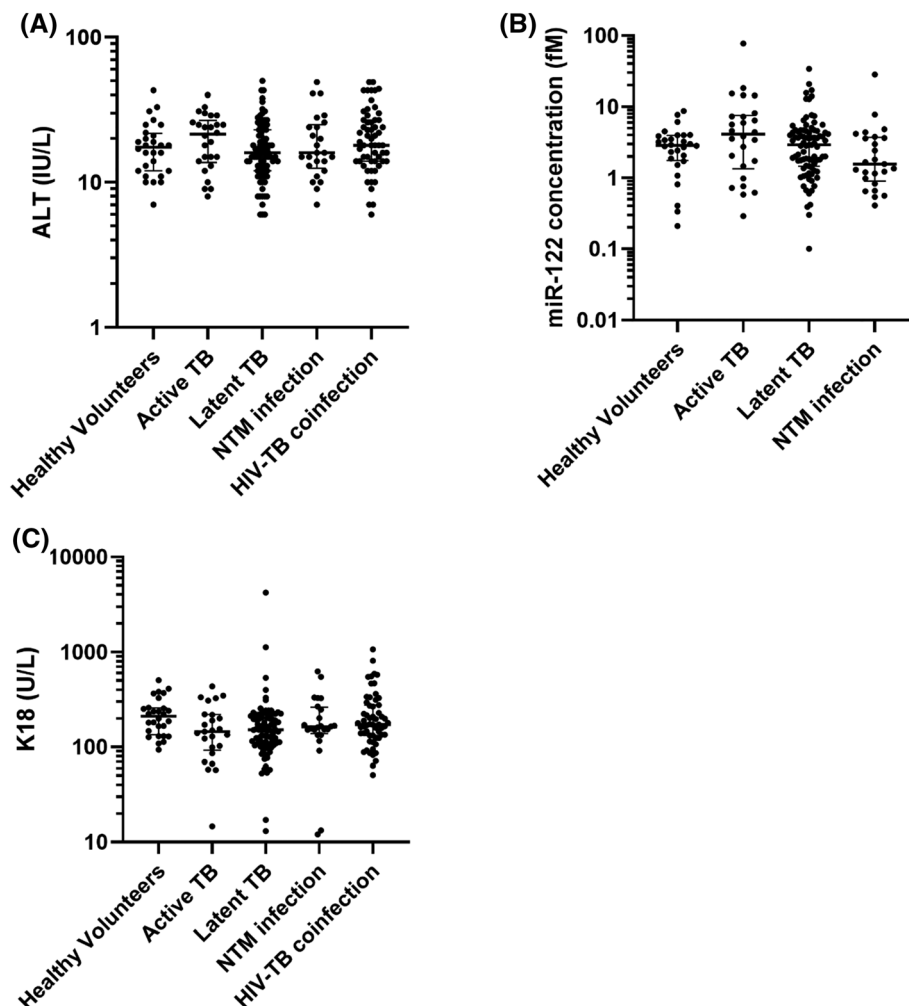 (A)
100
10
1
ALT (IU/L)
Healthy Volunteers
Active TB
Latent TB
NTM infection
HIV-TB coinfection
(B)
100
10
1
0.1
0.01
miR-122 concentration (fM)
Healthy Volunteers
Active TB
Latent TB
NTM infection
(C)
10000
1000
100
10
K18 (U/L)
Healthy Volunteers
Active TB
Latent TB
NTM infection
HIV-TB coinfection